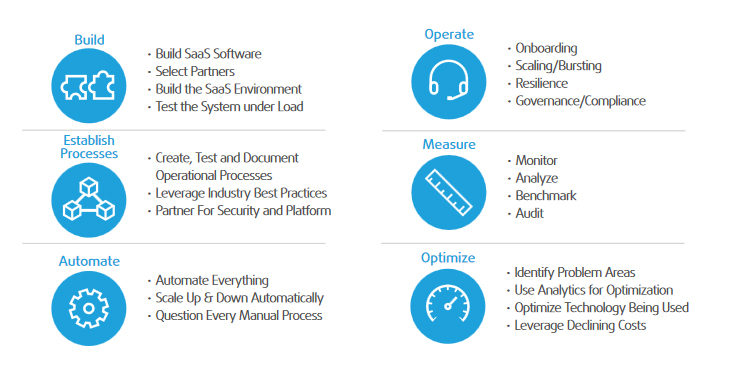 Build
· Build SaaS Software
· Select Partners
· Build the SaaS Environment
· Test the System under Load
Establish
Processes
· Create, Test and Document
Operational Processes
· Leverage Industry Best Practices
· Partner For Security and Platform
Automate
· Automate Everything
· Scale Up & Down Automatically
· Question Every Manual Process
Operate
· Onboarding
· Scaling/Bursting
· Resilience
· Governance/Compliance
Measure
· Monitor
· Analyze
· Benchmark
· Audit
Optimize
· Identify Problem Areas
· Use Analytics for Optimization
· Optimize Technology Being Used
· Leverage Declining Costs